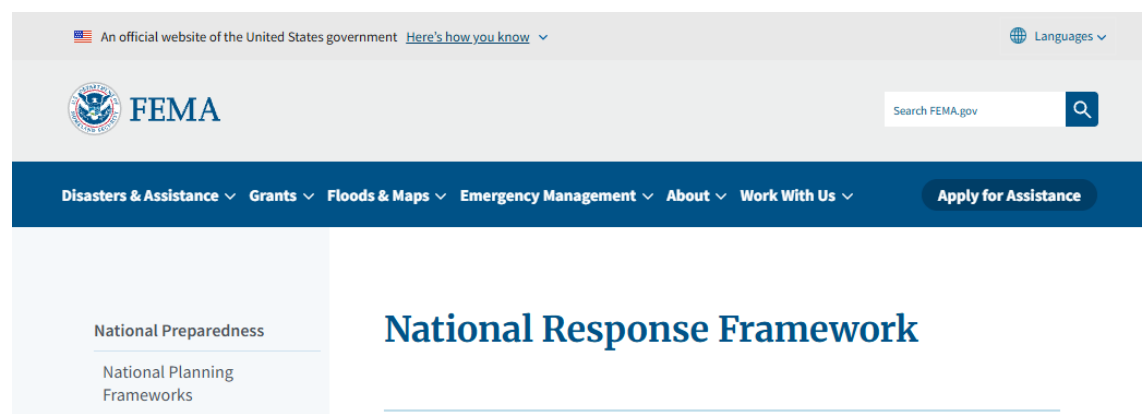 An official website of the United States government Here's how you know
Languages
FEMA
Search FEMA.gov
Disasters & Assistance Grants Floods & Maps Emergency Management About Work With Us Apply for Assistance
National Preparedness
National Response Framework
National Planning
Frameworks